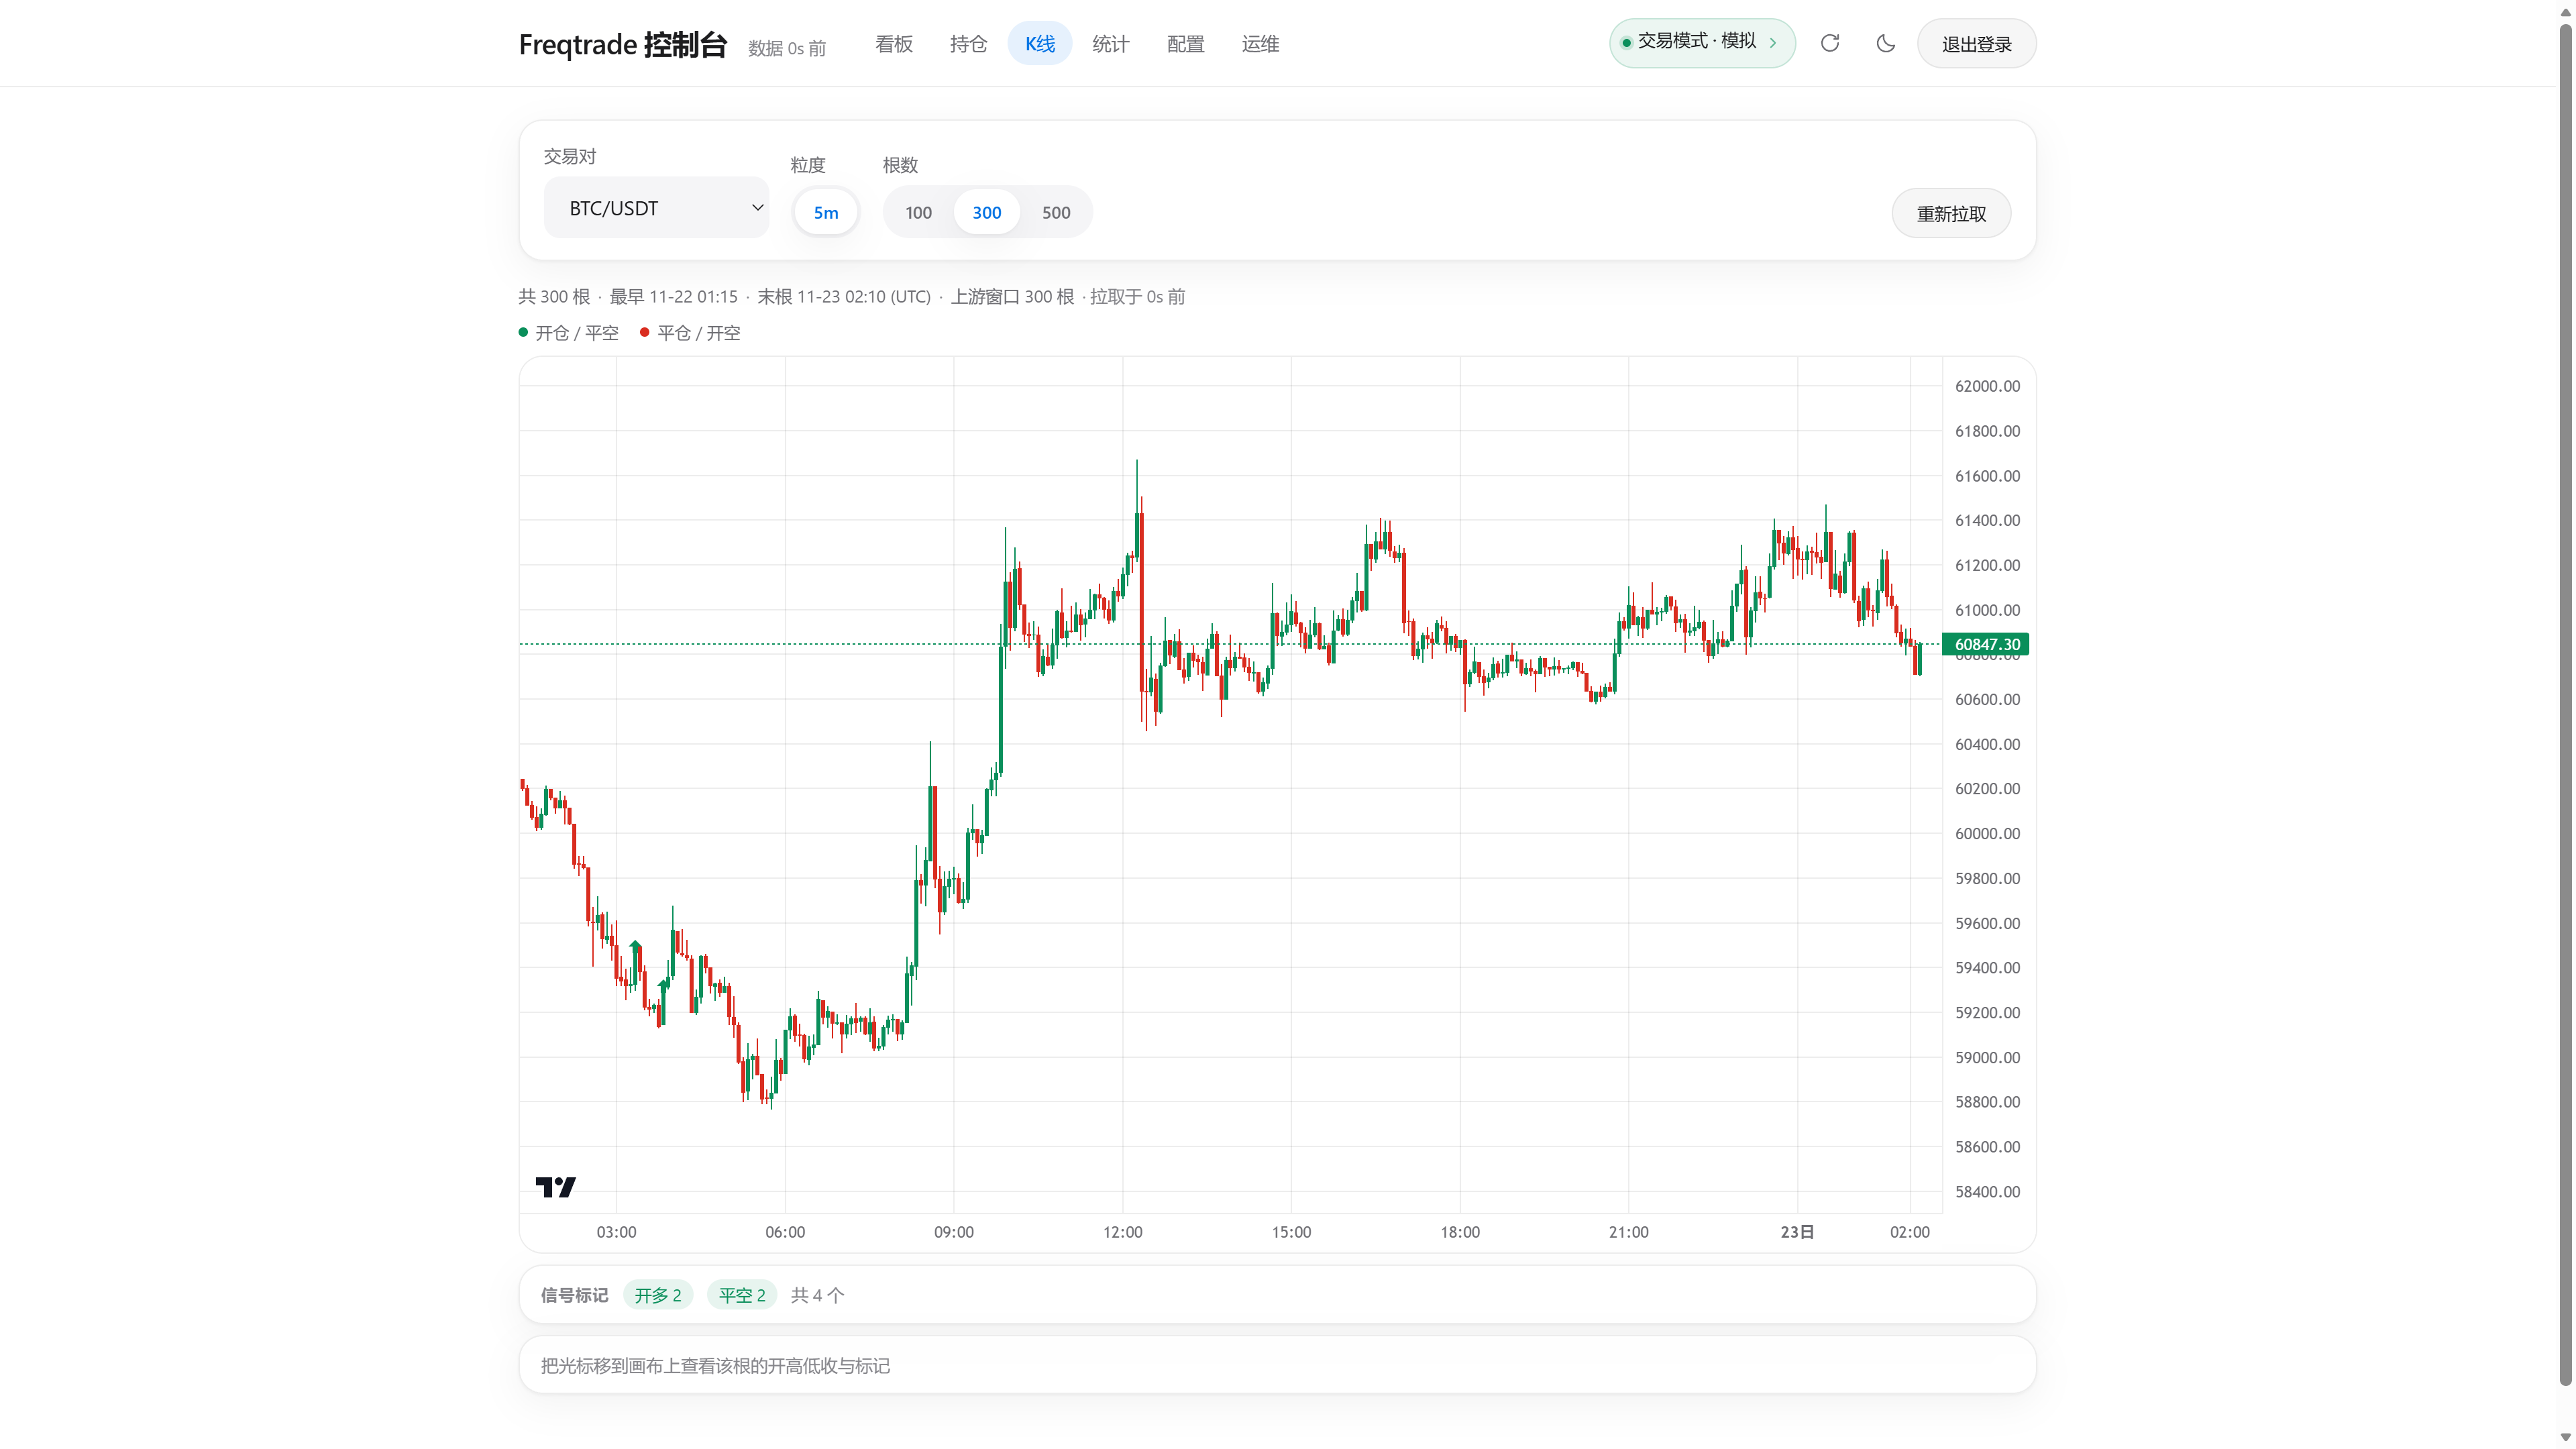 Freqtrade 控制台 数据 0s 前 看板 持仓 K线 统计 配置 运维 交易模式 · 模拟 退出登录
交易对 粒度 根数
BTC/USDT 5m 100 300 500 重新拉取
共 300 根 · 最早 11-22 01:15 · 末根 11-23 02:10 (UTC) · 上游窗口 300 根 · 拉取于 0s 前
开仓 / 平空 平仓 / 开空
62000.00
61800.00
61600.00
61400.00
61200.00
61000.00
60847.30
60800.00
60600.00
60400.00
60200.00
60000.00
59800.00
59600.00
59400.00
59200.00
59000.00
58800.00
58600.00
58400.00
03:00 06:00 09:00 12:00 15:00 18:00 21:00 23日 02:00
信号标记 开多 2 平空 2 共 4 个
把光标移到画布上查看该根的开高低收与标记